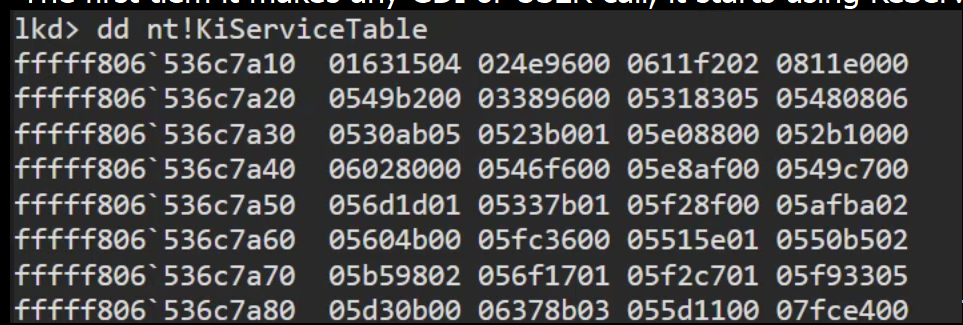 lkd> dd nt!KiServiceTable
fffff806`536c7a10  01631504 024e9600 0611f202 0811e000
fffff806`536c7a20  0549b200 03389600 05318305 05480806
fffff806`536c7a30  0530ab05 0523b001 05e08800 052b1000
fffff806`536c7a40  06028000 0546f600 05e8af00 0549c700
fffff806`536c7a50  056d1d01 05337b01 05f28f00 05afba02
fffff806`536c7a60  05604b00 05fc3600 05515e01 0550b502
fffff806`536c7a70  05b59802 056f1701 05f2c701 05f93305
fffff806`536c7a80  05d30b00 06378b03 055d1100 07fce400